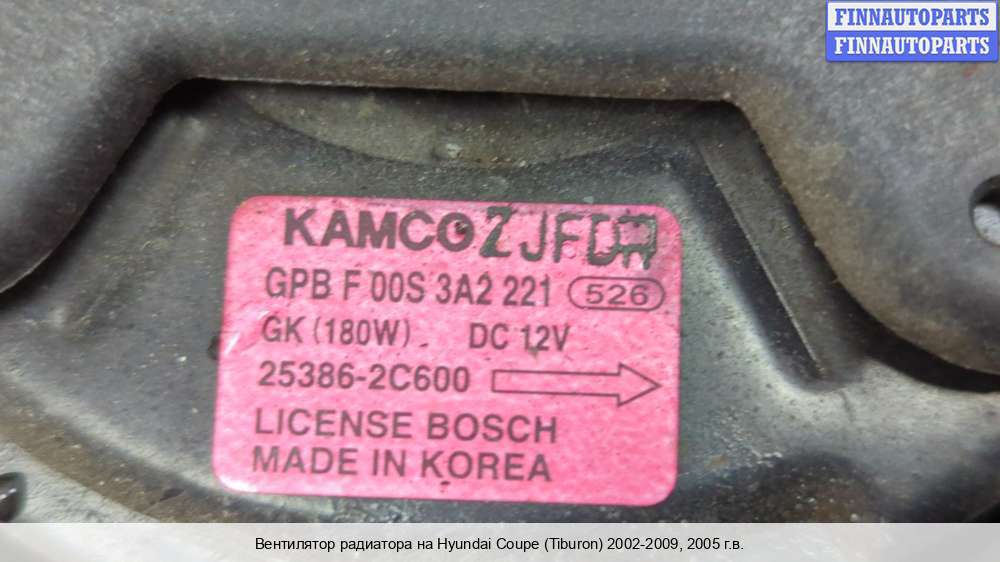 FINNAUTOPARTS
FINNAUTOPARTS
KAMCO
GPB F 00S 3A2 221 526
GK (180W) DC 12V
25386-2C600
LICENSE BOSCH
MADE IN KOREA
Вентилятор радиатора на Hyundai Coupe (Tiburon) 2002-2009, 2005 г.в.